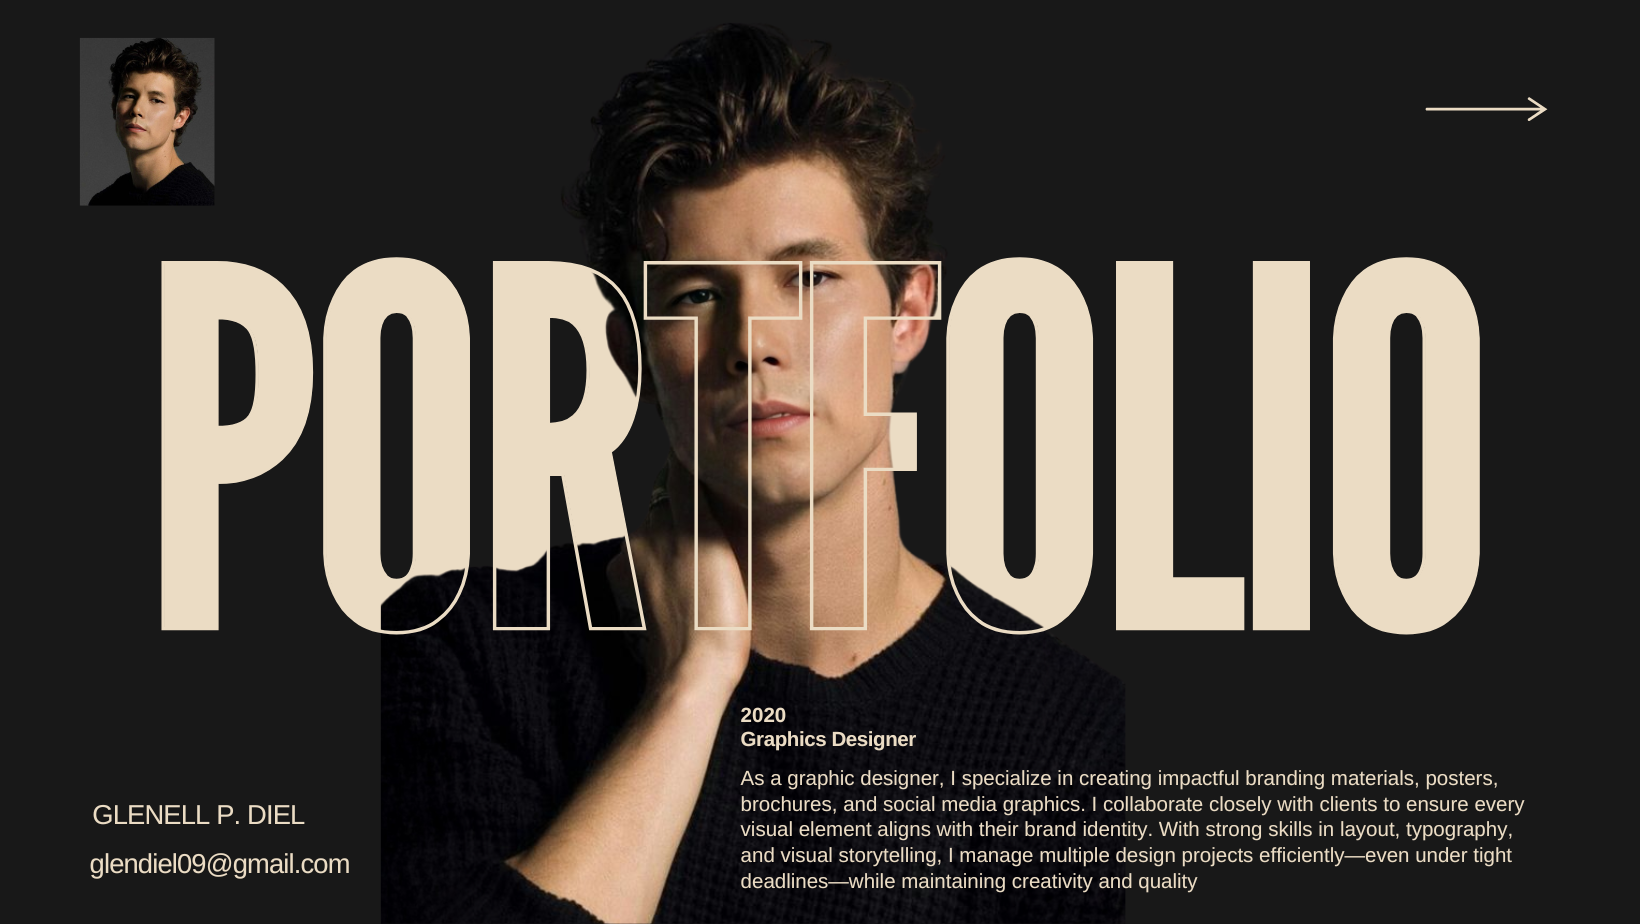 PORTFOLIO
2020
Graphics Designer
As a graphic designer, I specialize in creating impactful branding materials, posters,
brochures, and social media graphics. I collaborate closely with clients to ensure every
visual element aligns with their brand identity. With strong skills in layout, typography,
and visual storytelling, I manage multiple design projects efficiently—even under tight
deadlines—while maintaining creativity and quality
GLENELL P. DIEL
glendiel09@gmail.com